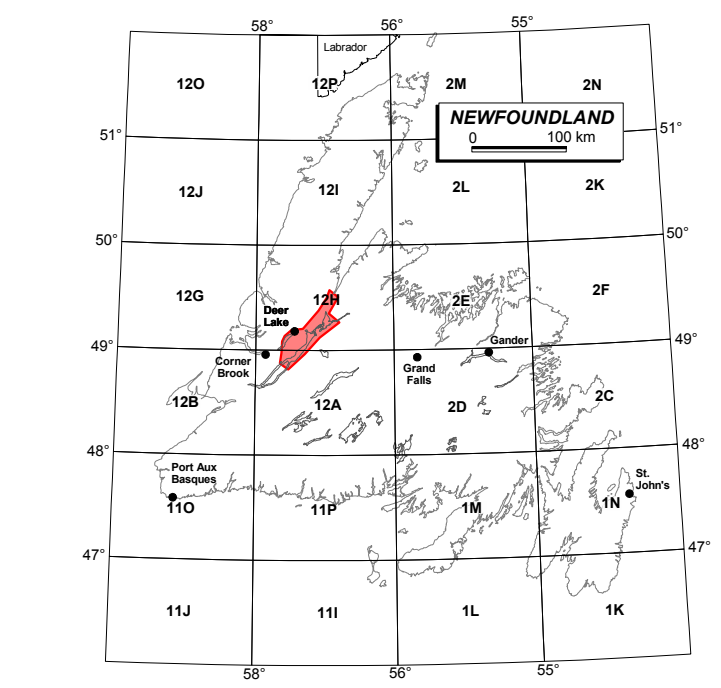 58°
56°
55°
Labrador
12O
12P
2M
2N
NEWFOUNDLAND
0 100 km
51°
51°
12J
12I
2L
2K
50°
50°
12G
12H
2E
2F
Deer
Lake
49°
49°
Corner
Brook
Grand
Falls
Gander
12B
12A
2D
2C
48°
48°
Port Aux
Basques
St.
John's
11O
11P
1M
1N
47°
47°
11J
11I
1L
1K
58°
56°
55°